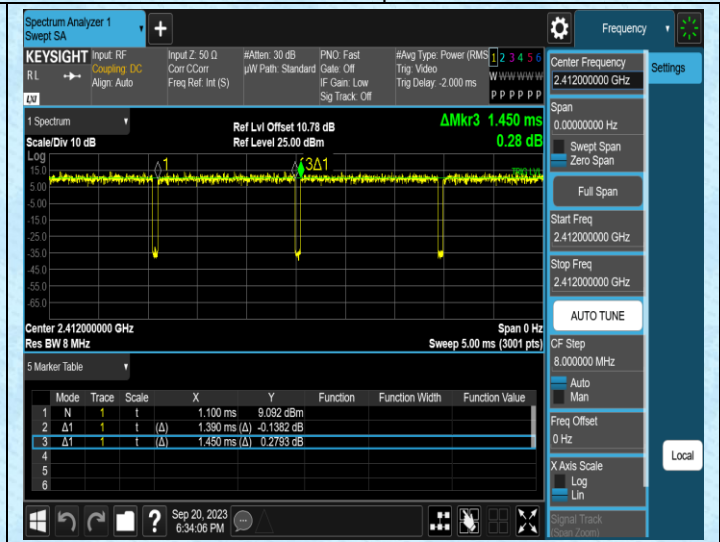 Spectrum Analyzer 1
Swept SA
Frequency
KEYSIGHT
R L
LXI
Input: RF
Coupling: DC
Align: Auto
Input Z: 50 Ω
Corr CCorr
Freq Ref: Int (S)
#Atten: 30 dB
µW Path: Standard
PNO: Fast
Gate: Off
IF Gain: Low
Sig Track: Off
#Avg Type: Power (RMS
Trig: Video
Trig Delay: -2.000 ms
1 2 3 4 5 6
W W W W W W
P P P P P P
1 Spectrum
Scale/Div 10 dB
Ref Lvl Offset 10.78 dB
Ref Level 25.00 dBm
ΔMkr3 1.450 ms
0.28 dB
Log
1
3Δ1
15.0
5.00
-5.00
-15.0
-25.0
-35.0
-45.0
-55.0
-65.0
Center 2.412000000 GHz
Span 0 Hz
Res BW 8 MHz
Sweep 5.00 ms (3001 pts)
5 Marker Table
Mode Trace Scale X Y Function Function Width Function Value
1 N 1 t 1.100 ms 9.092 dBm
2 Δ1 1 t (Δ) 1.390 ms (Δ) -0.1382 dB
3 Δ1 1 t (Δ) 1.450 ms (Δ) 0.2793 dB
4
5
6
Center Frequency
2.412000000 GHz
Settings
Span
0.00000000 Hz
Swept Span
Zero Span
Full Span
Start Freq
2.412000000 GHz
Stop Freq
2.412000000 GHz
AUTO TUNE
CF Step
8.000000 MHz
Auto
Man
Freq Offset
0 Hz
Local
X Axis Scale
Log
Lin
Signal Track
(Span Zoom)
?
Sep 20, 2023
6:34:06 PM